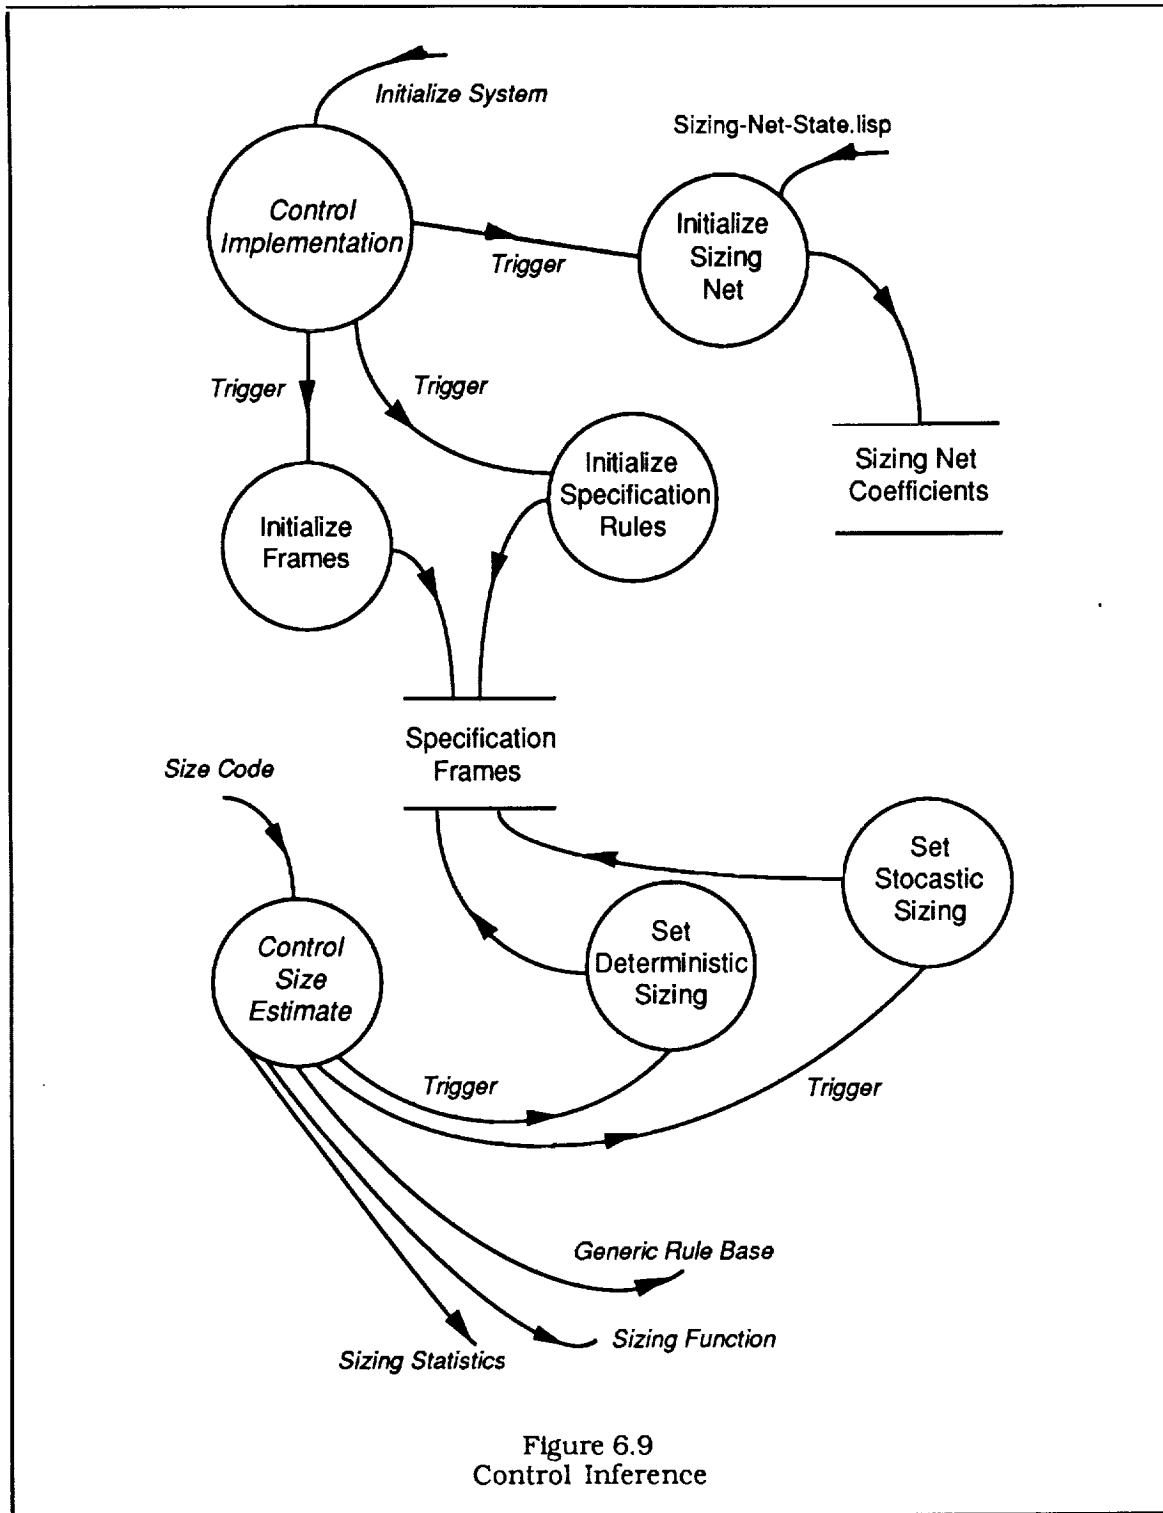 Initialize System
Sizing-Net-State.lisp
Control
Implementation
Initialize
Sizing
Net
Trigger
Trigger
Trigger
Initialize
Specification
Rules
Sizing Net
Coefficients
Initialize
Frames
Specification
Frames
Size Code
Set
Stocastic
Sizing
Set
Deterministic
Sizing
Control
Size
Estimate
Trigger
Trigger
Generic Rule Base
Sizing Function
Sizing Statistics
Figure 6.9
Control Inference